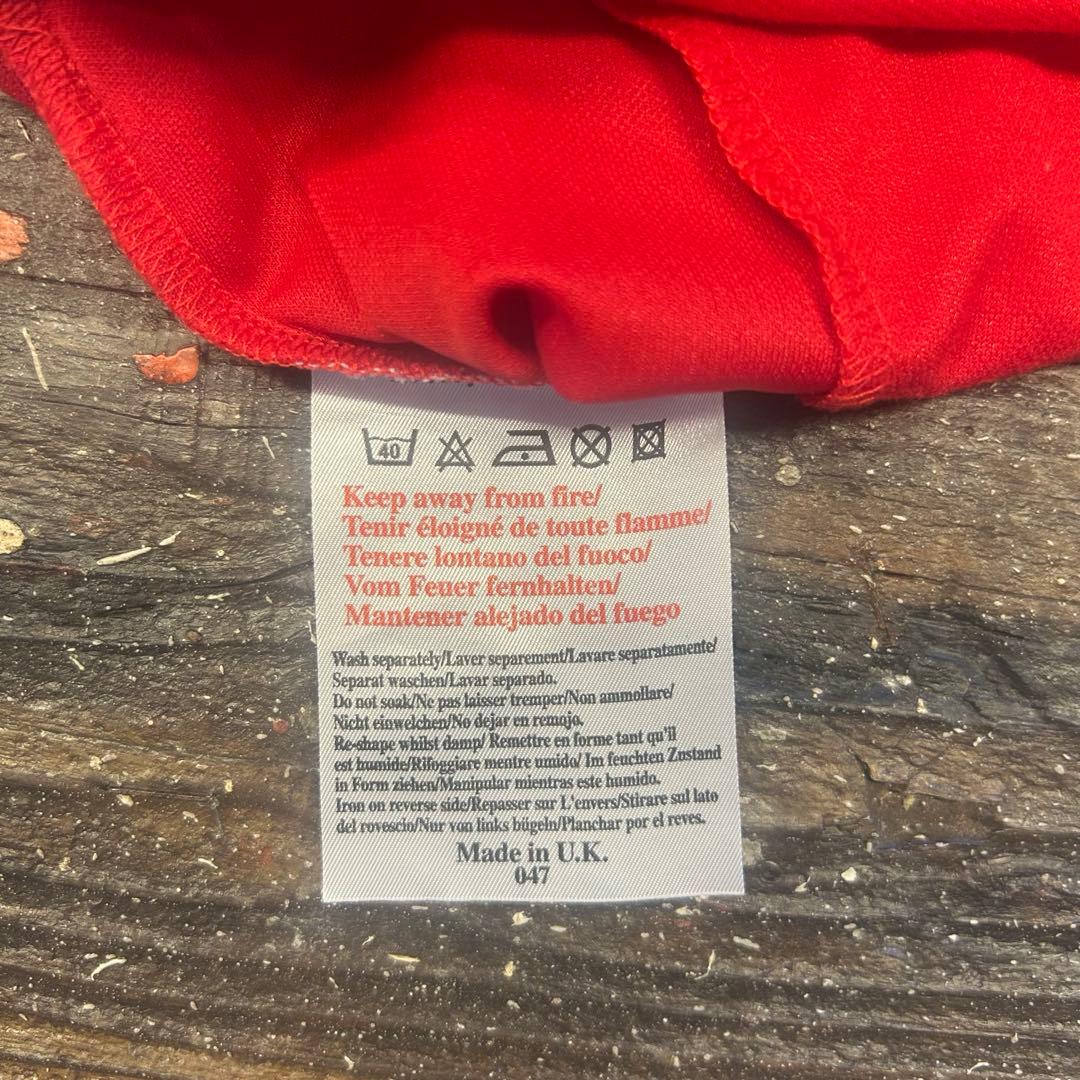 40
Keep away from fire/
Tenir éloigné de toute flamme/
Tenere lontano del fuoco/
Vom Feuer fernhalten/
Mantener alejado del fuego
Wash separately/Laver separement/Lavare separatamente/
Separat waschen/Lavar separado.
Do not soak/Ne pas laisser tremper/Non ammollare/
Nicht einwelchen/No dejar en remojo.
Re-shape whilst damp/ Remettre en forme tant qu'il
est humide/Rifoggiare mentre umido/ Im feuchten Zustand
in Form ziehen/Manipular mientras este humido.
Iron on reverse side/Repasser sur L'envers/Stirare sul lato
del rovescio/Nur von links bügeln/Planchar por el reves.
Made in U.K.
047